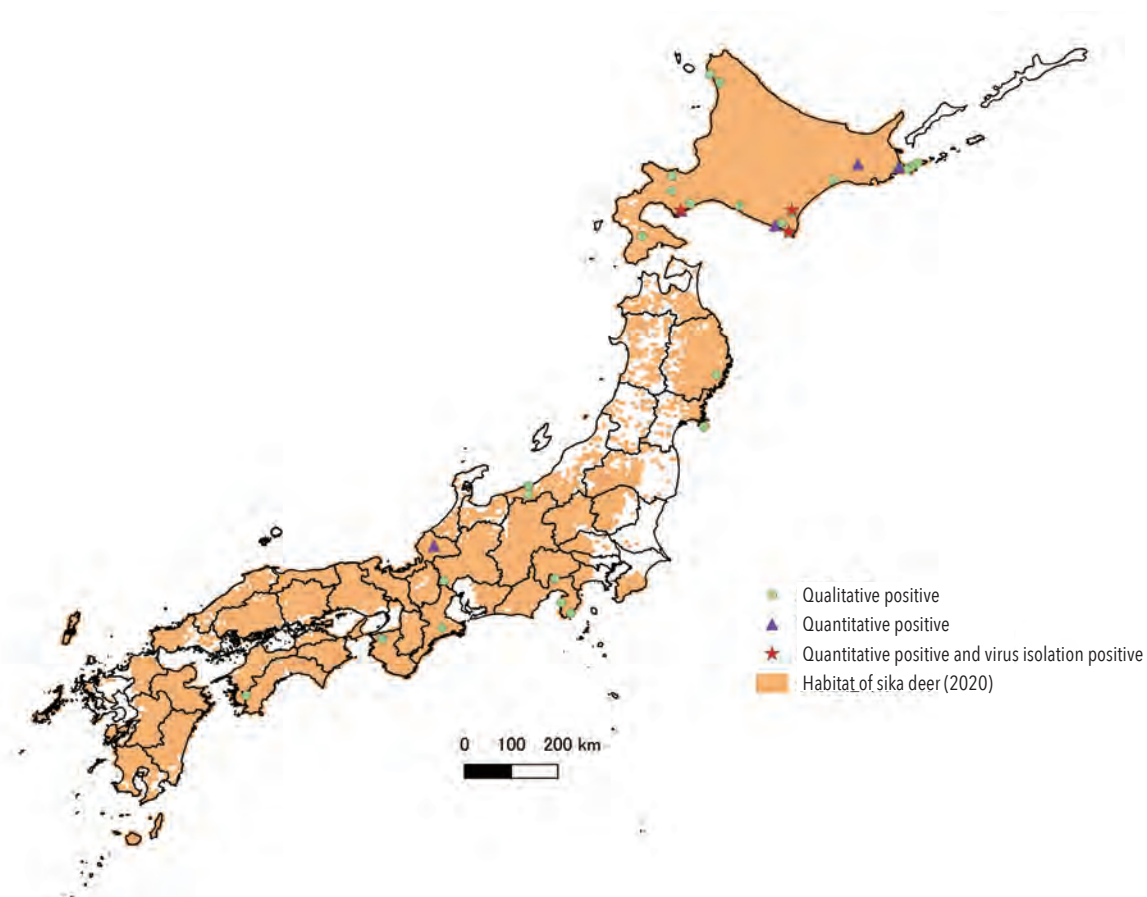 Qualitative positive
Quantitative positive
Quantitative positive and virus isolation positive
Habitat of sika deer (2020)
0 100 200 km